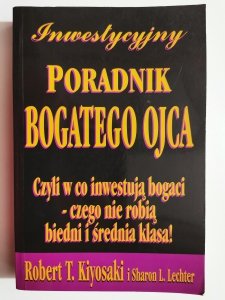 Inwestycyjny
PORADNIK
BOGATEGO OJCA
Czyli w co inwestują bogaci
- czego nie robią
biedni i średnia klasa!
Robert T. Kiyosaki i Sharon L. Lechter